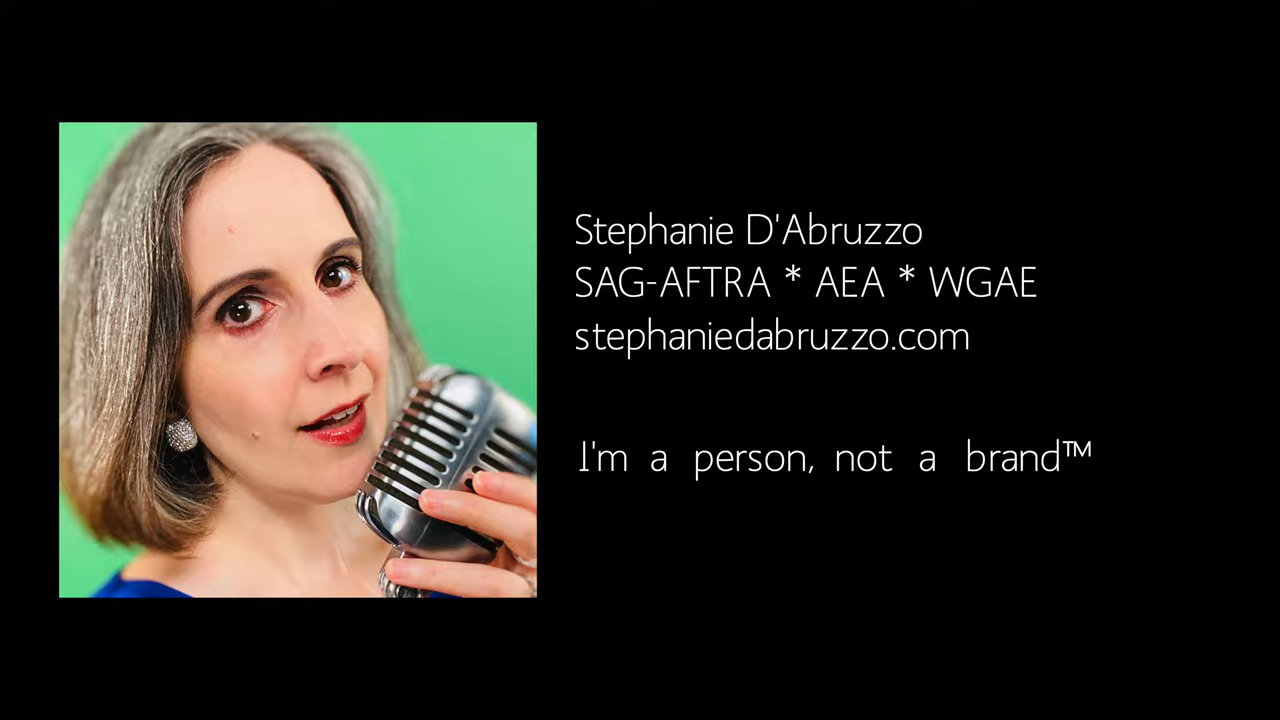 Stephanie D'Abruzzo
SAG-AFTRA * AEA * WGAE
stephaniedabruzzo.com
I'm a person, not a brand™